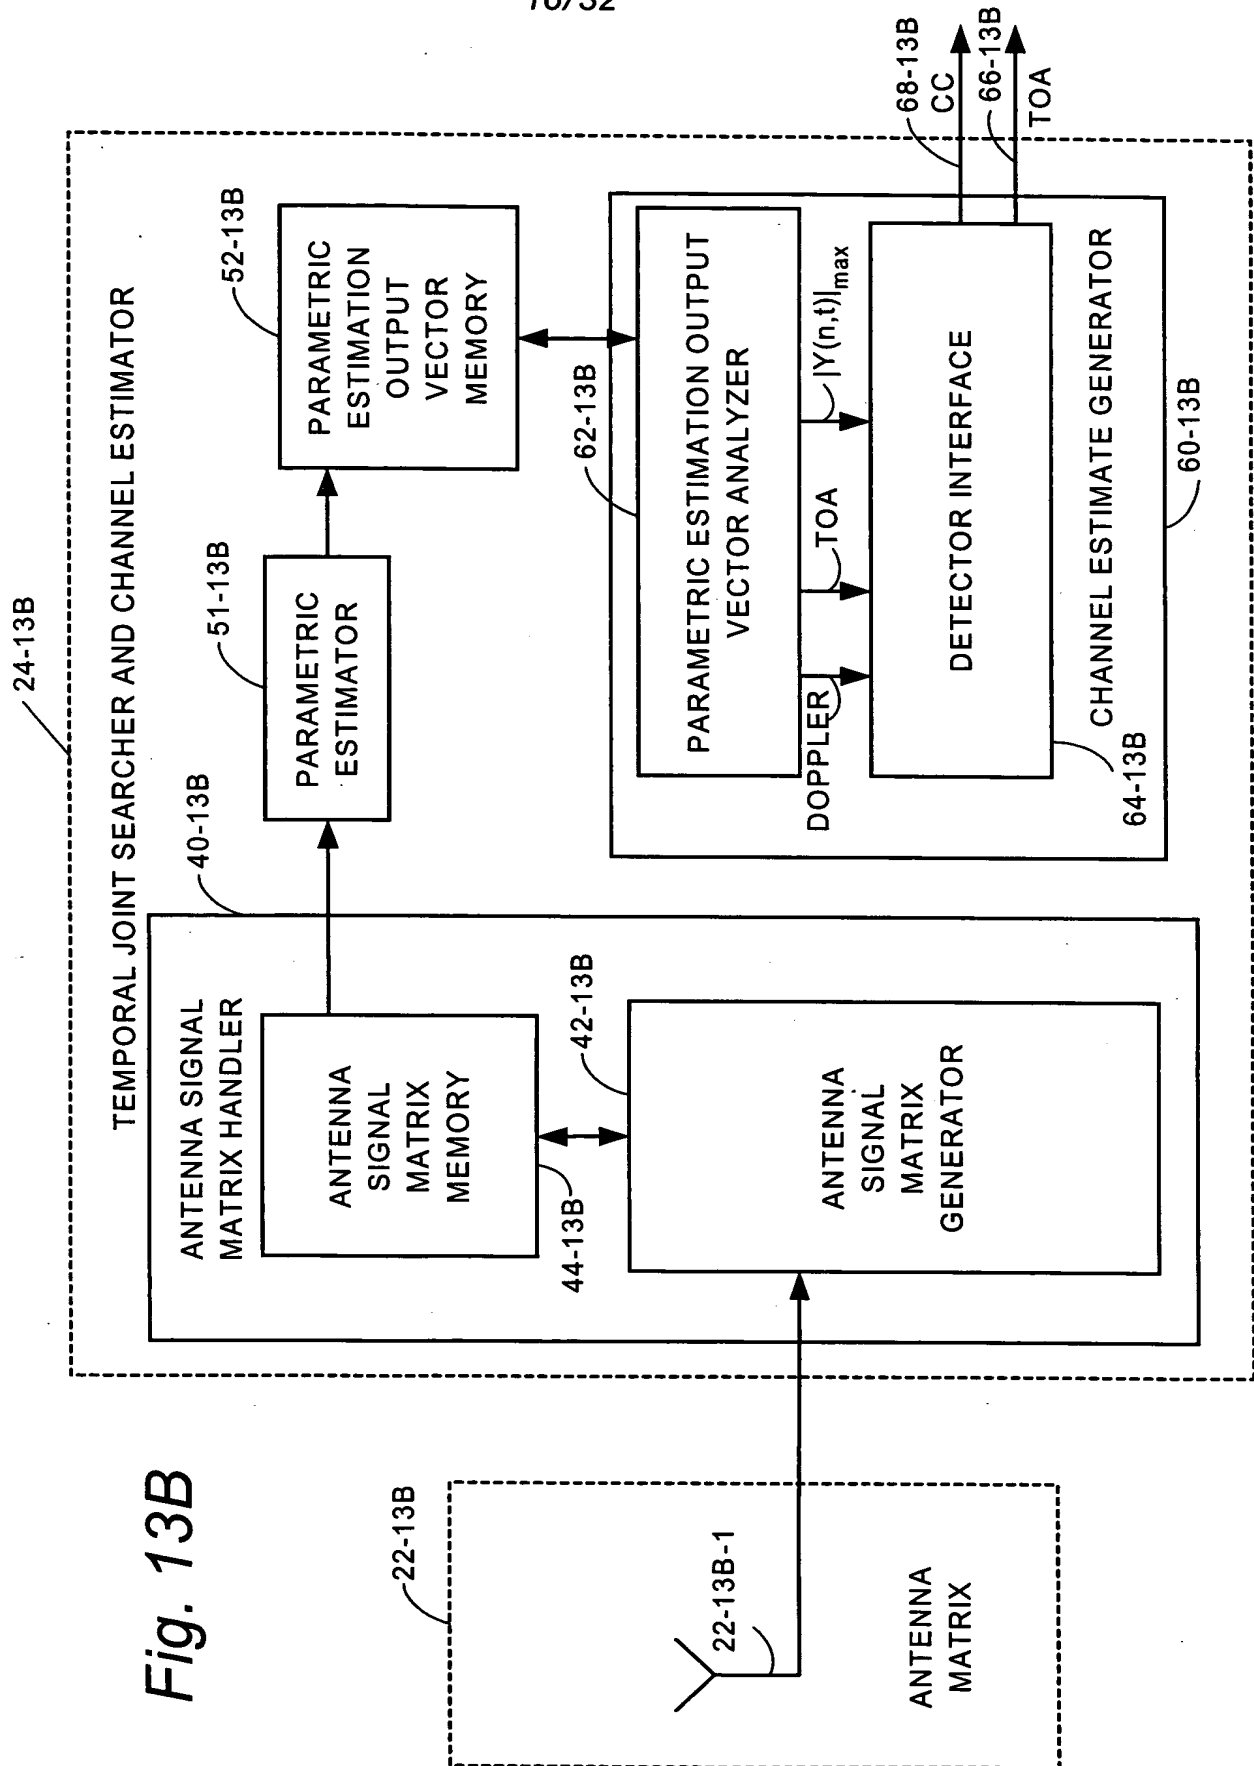 16/32
Fig. 13B
24-13B
TEMPORAL JOINT SEARCHER AND CHANNEL ESTIMATOR
40-13B
ANTENNA SIGNAL
MATRIX HANDLER
ANTENNA
SIGNAL
MATRIX
MEMORY
44-13B
42-13B
ANTENNA
SIGNAL
MATRIX
GENERATOR
51-13B
PARAMETRIC
ESTIMATOR
52-13B
PARAMETRIC
ESTIMATION
OUTPUT
VECTOR
MEMORY
62-13B
PARAMETRIC ESTIMATION OUTPUT
VECTOR ANALYZER
DOPPLER
TOA
|Y(n,t)|max
DETECTOR INTERFACE
64-13B
CHANNEL ESTIMATE GENERATOR
60-13B
68-13B
CC
66-13B
TOA
22-13B
22-13B-1
ANTENNA
MATRIX